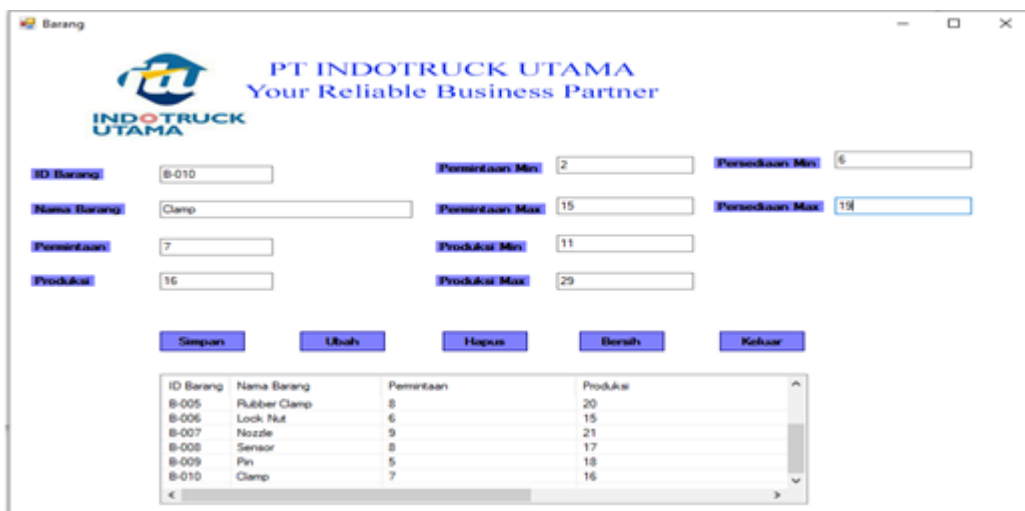 Barang
PT INDOTRUCK UTAMA
Your Reliable Business Partner
INDOTRUCK
UTAMA
ID Barang B-010 Permintaan Min 2 Persediaan Min 6
Nama Barang Clamp Permintaan Max 15 Persediaan Max 19
Permintaan 7 Produksi Min 11
Produksi 16 Produksi Max 29
Simpan Ubah Hapus Bersih Keluar
ID Barang Nama Barang Permintaan Produksi
B-005 Rubber Clamp 8 20
B-006 Lock Nut 6 15
B-007 Nozzle 9 21
B-008 Sensor 8 17
B-009 Pin 5 18
B-010 Clamp 7 16